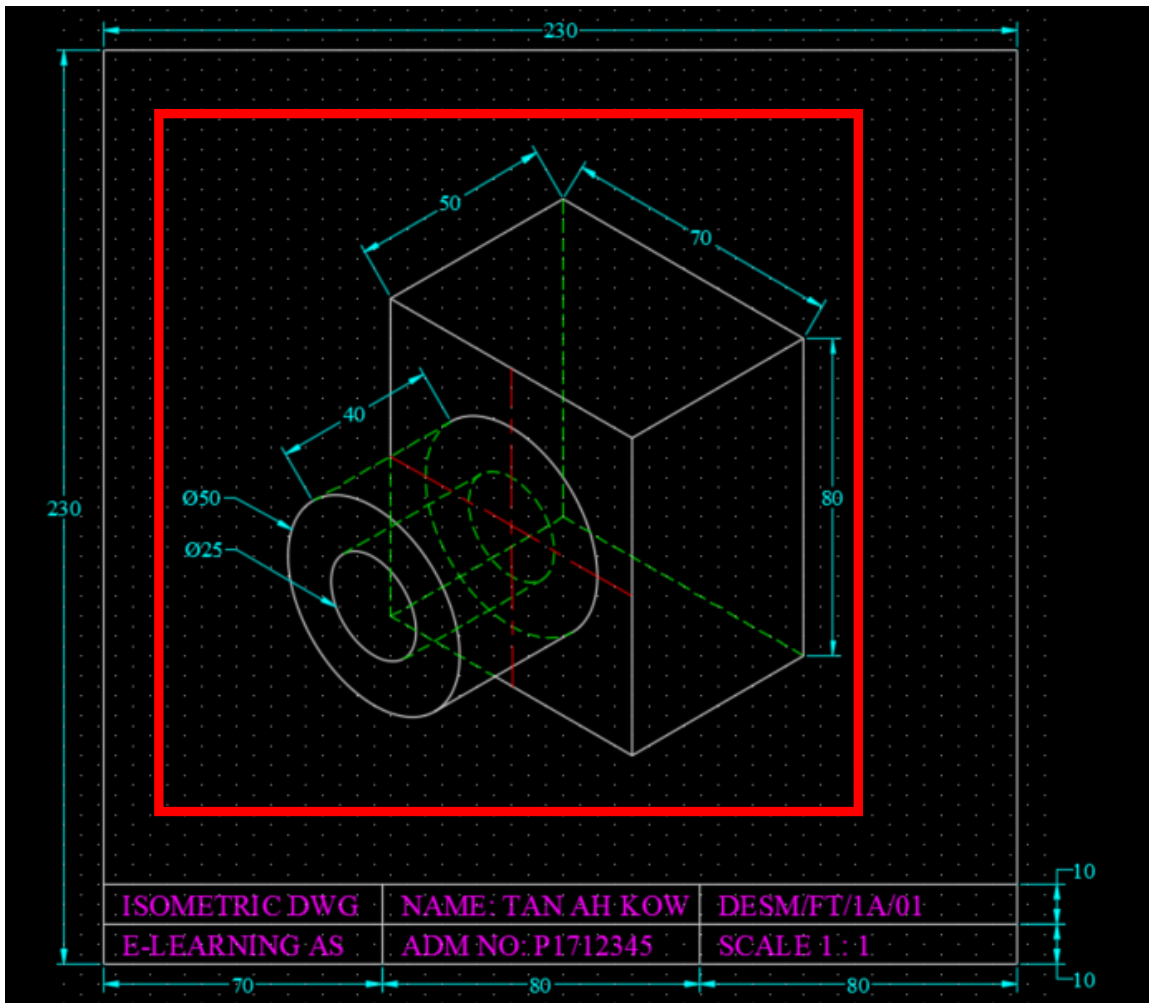 230
50
70
40
Ø50
80
230
Ø25
10
ISOMETRIC DWG NAME: TAN AH KOW DESM/FT/1A/01
E-LEARNING AS ADM NO: P1712345 SCALE 1 : 1
10
70 80 80